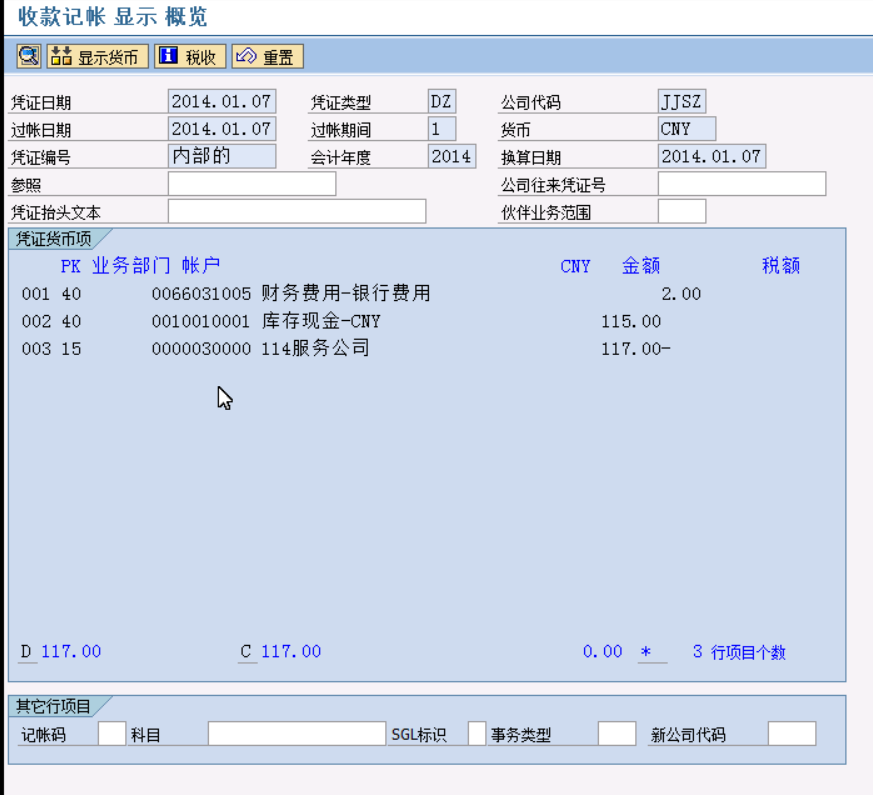 收款记帐 显示 概览
显示货币 税收 重置
凭证日期 2014.01.07 凭证类型 DZ 公司代码 JJSZ
过帐日期 2014.01.07 过帐期间 1 货币 CNY
凭证编号 内部的 会计年度 2014 换算日期 2014.01.07
参照 公司往来凭证号
凭证抬头文本 伙伴业务范围
凭证货币项
PK 业务部门 帐户 CNY 金额 税额
001 40 0066031005 财务费用-银行费用 2.00
002 40 0010010001 库存现金-CNY 115.00
003 15 0000030000 114服务公司 117.00-
D 117.00 C 117.00 0.00 * 3 行项目个数
其它行项目
记帐码 科目 SGL标识 事务类型 新公司代码